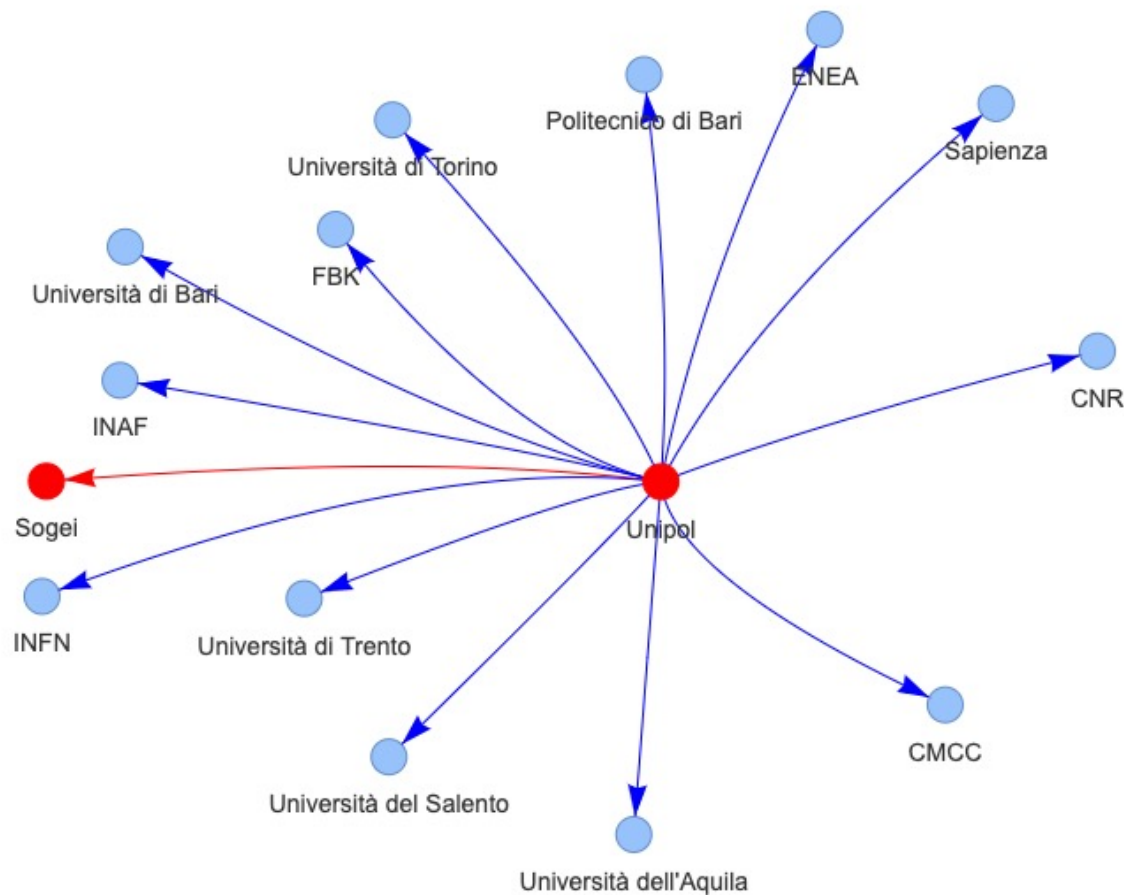 ENEA
Politecnico di Bari
Sapienza
Università di Torino
FBK
Università di Bari
CNR
INAF
Sogei
Unipol
INFN
Università di Trento
CMCC
Università del Salento
Università dell'Aquila